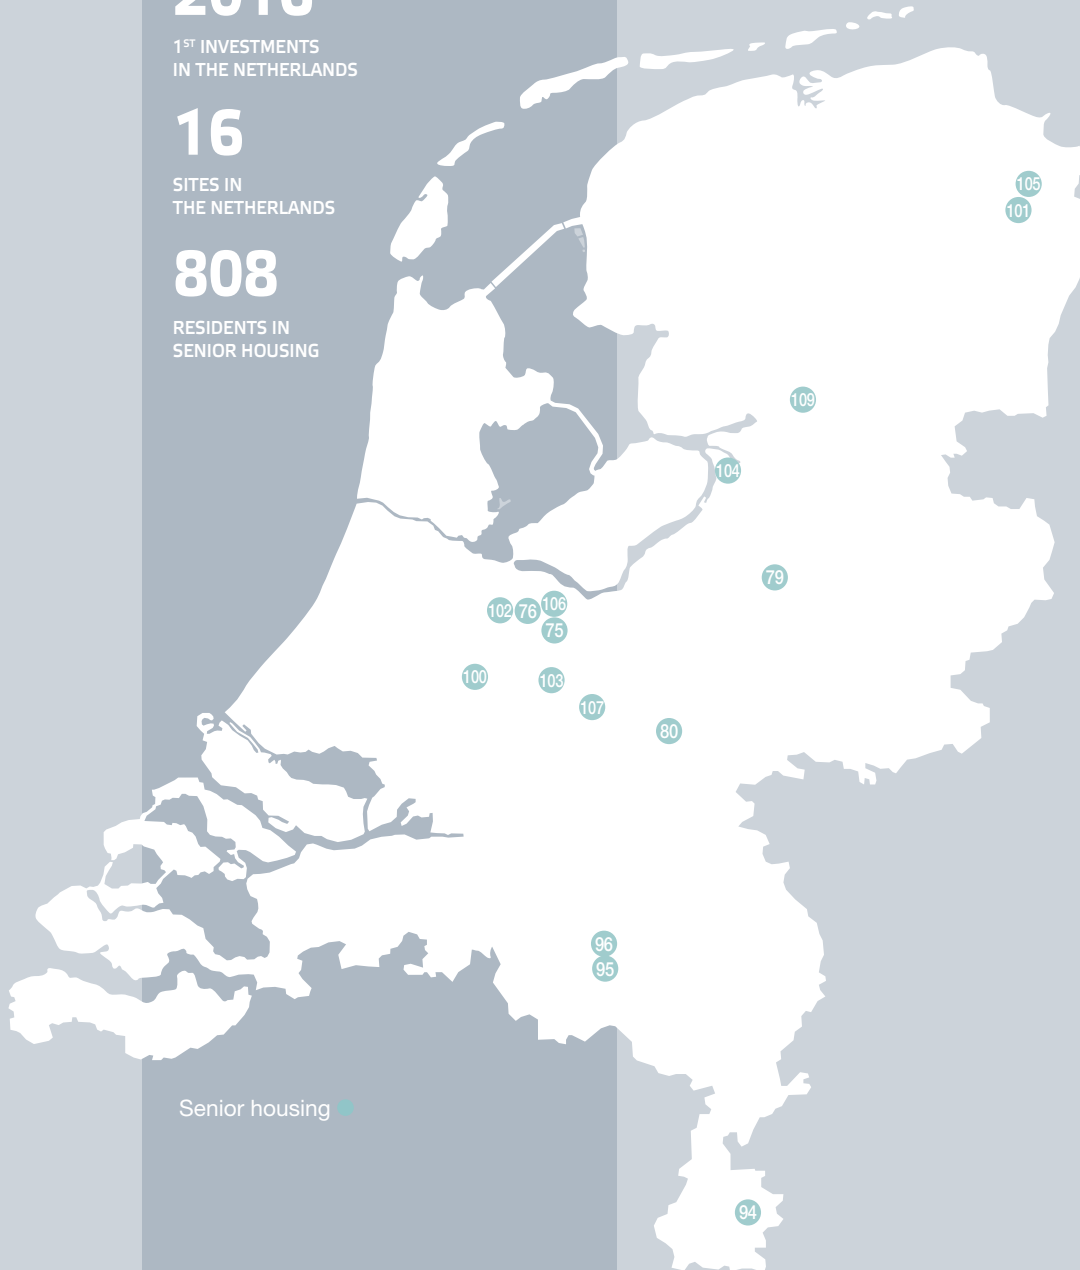 2016
1ST INVESTMENTS
IN THE NETHERLANDS
16
SITES IN
THE NETHERLANDS
808
RESIDENTS IN
SENIOR HOUSING
105
101
109
104
79
102 76 106
75
100
103
107
80
96
95
Senior housing
94